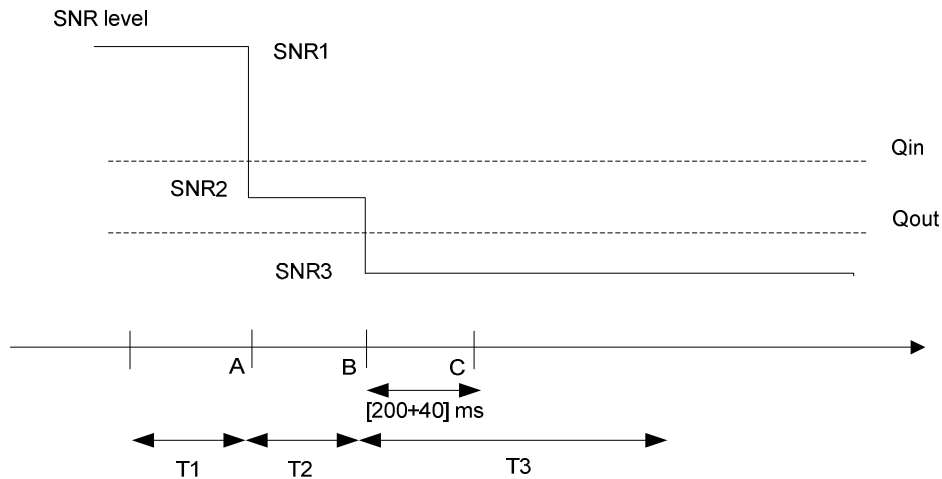 SNR level
SNR1
Qin
SNR2
Qout
SNR3
A
B
C
[200+40] ms
T1
T2
T3